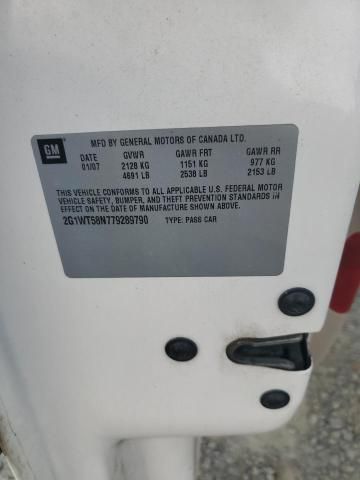 GM
MFD BY GENERAL MOTORS OF CANADA LTD.
DATE GVWR GAWR FRT GAWR RR
01/07 2128 KG 1151 KG 977 KG
4691 LB 2538 LB 2153 LB
THIS VEHICLE CONFORMS TO ALL APPLICABLE U.S. FEDERAL MOTOR
VEHICLE SAFETY, BUMPER, AND THEFT PREVENTION STANDARDS IN
EFFECT ON THE DATE OF MANUFACTURE SHOWN ABOVE.
2G1WT58N779289790 TYPE: PASS CAR